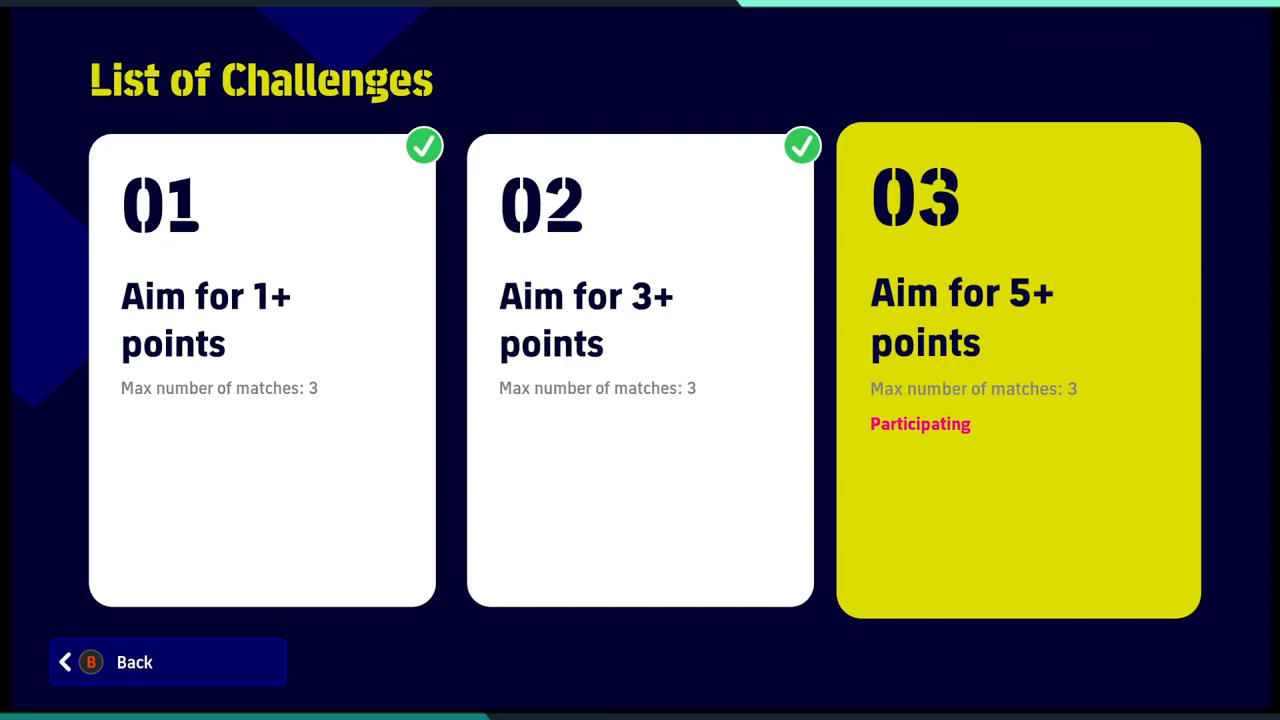 List of Challenges
01
Aim for 1+
points
Max number of matches: 3
02
Aim for 3+
points
Max number of matches: 3
03
Aim for 5+
points
Max number of matches: 3
Participating
B Back